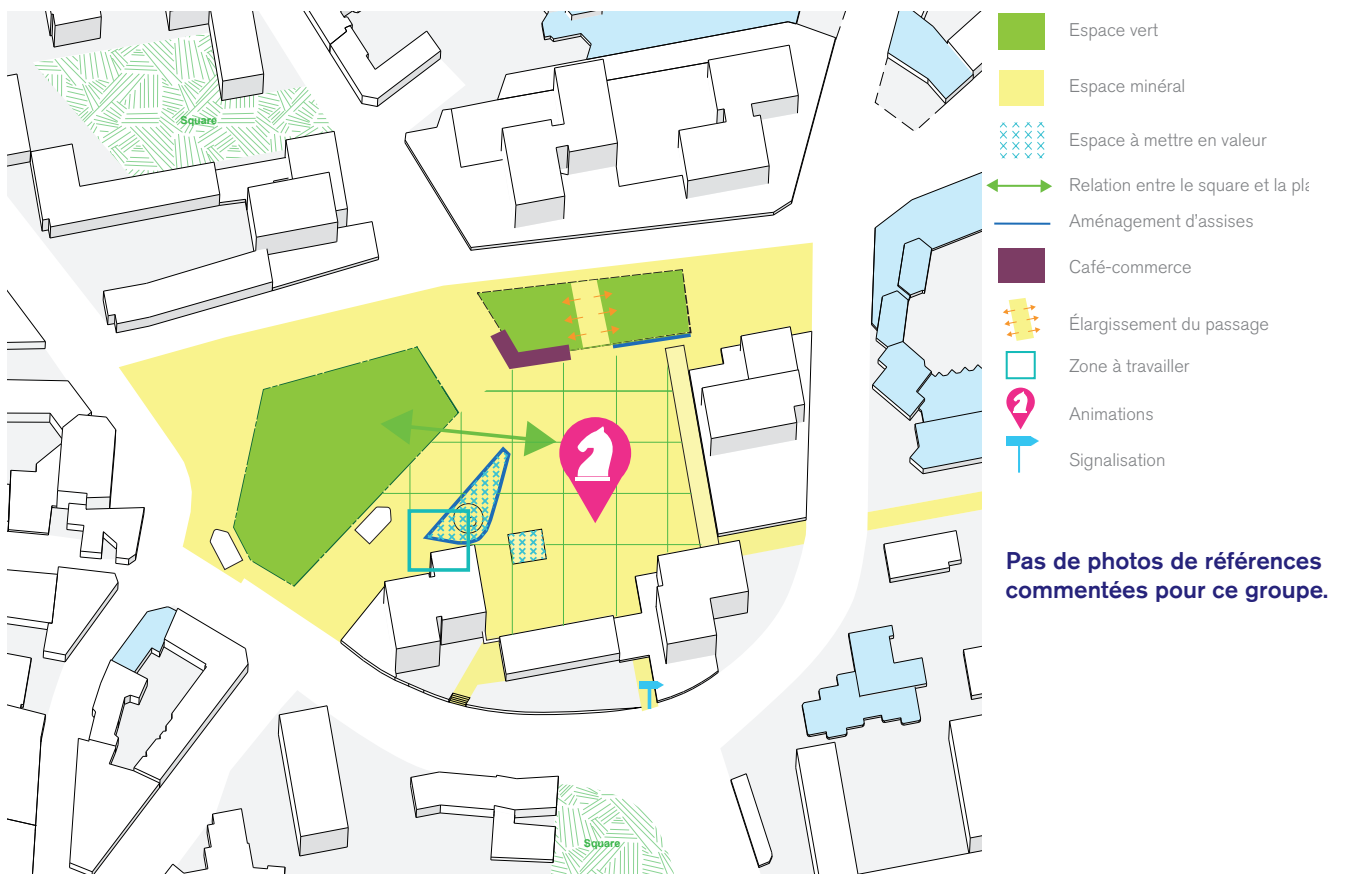 Square
Square
Espace vert
Espace minéral
Espace à mettre en valeur
Relation entre le square et la pla
Aménagement d'assises
Café-commerce
Élargissement du passage
Zone à travailler
Animations
Signalisation
Pas de photos de références
commentées pour ce groupe.